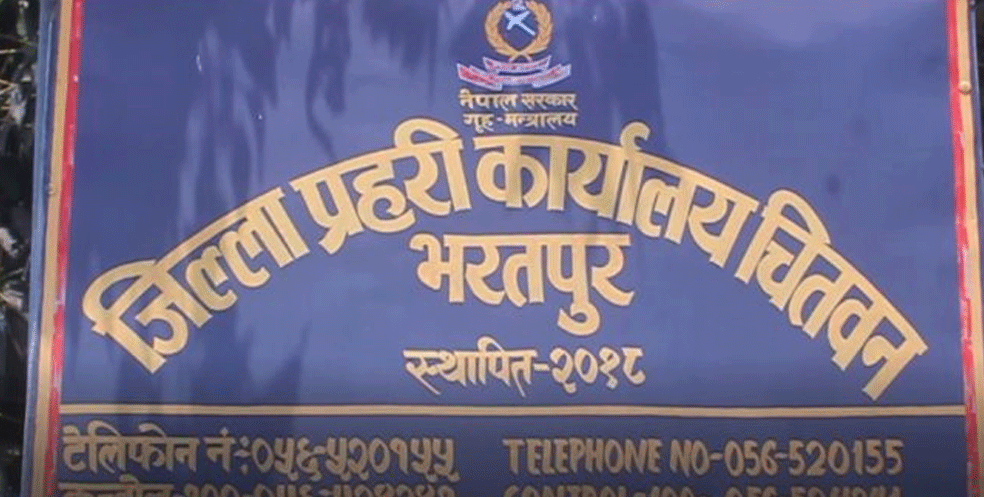 नेपाल सरकार
गृह-मन्त्रालय
जिल्ला प्रहरी कार्यालय चितवन
भरतपुर
स्थापित-२०१८
टेलिफोन नं:०५६-५२०१५५ TELEPHONE NO-056-520155